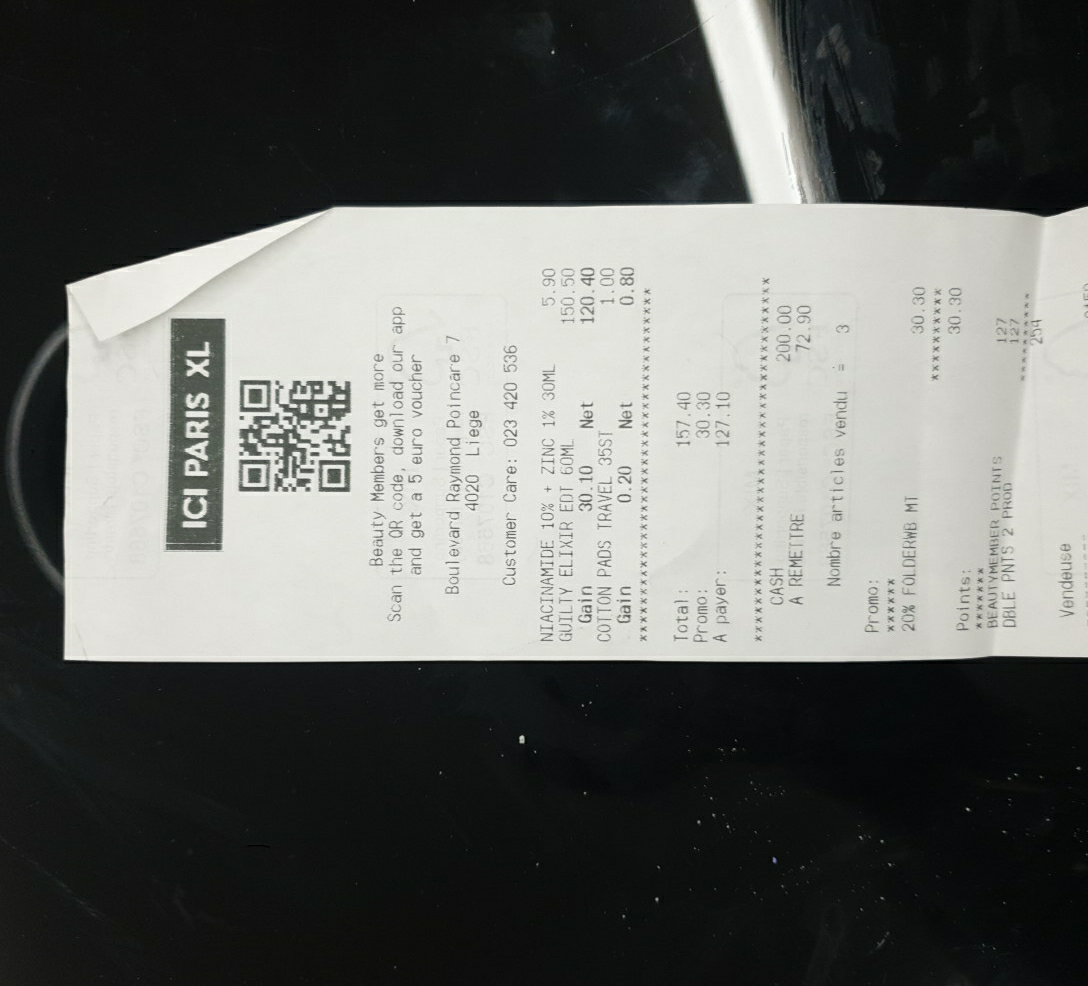 ICI PARIS XL
Beauty Members get more
Scan the QR code, download our app
and get a 5 euro voucher
Boulevard Raymond Poincare 7
4020 Liege
Customer Care: 023 420 536
NIACINAMIDE 10% + ZINC 1% 30ML 5.90
GUILTY ELIXIR EDT 60ML 150.50
Gain 30.10 Net 120.40
COTTON PADS TRAVEL 35ST 1.00
Gain 0.20 Net 0.80
****************************************
Total: 157.40
Promo: 30.30
A payer: 127.10
****************************************
CASH 200.00
A REMETTRE 72.90
Nombre articles vendu : 3
Promo:
******
20% FOLDERWB MT 30.30
**********
30.30
Points:
*******
BEAUTYMEMBER POINTS 127
DBLE PNTS 2 PROD 127
**********
254
Vendeuse